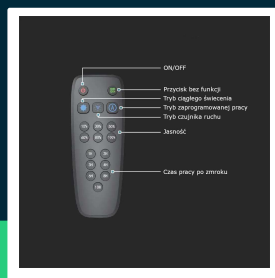 ON/OFF
Przycisk bez funkcji
Tryb ciągłego świecenia
Tryb zaprogramowanej pracy
Tryb czujnika ruchu
Jasność
Czas pracy po zmroku